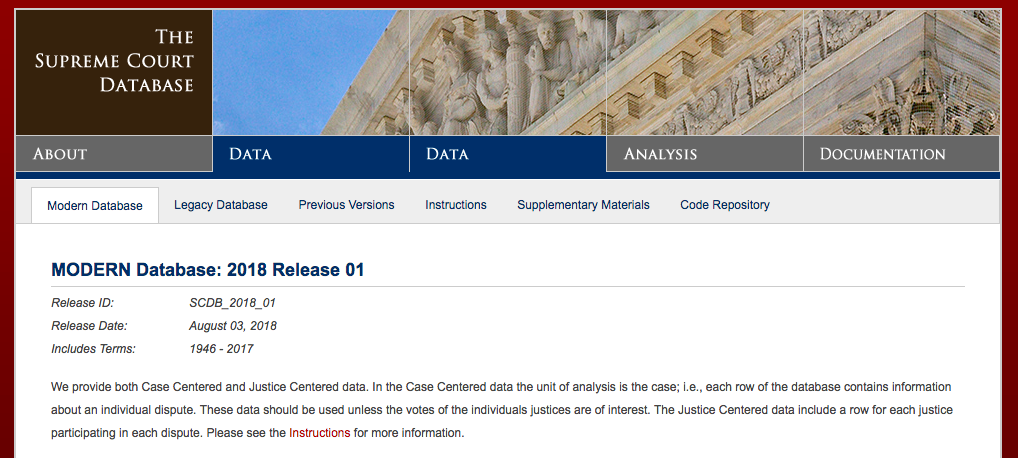 THE
SUPREME COURT
DATABASE
ABOUT
DATA
DATA
ANALYSIS
DOCUMENTATION
Modern Database
Legacy Database
Previous Versions
Instructions
Supplementary Materials
Code Repository
MODERN Database: 2018 Release 01
Release ID: SCDB_2018_01
Release Date: August 03, 2018
Includes Terms: 1946 - 2017
We provide both Case Centered and Justice Centered data. In the Case Centered data the unit of analysis is the case; i.e., each row of the database contains information
about an individual dispute. These data should be used unless the votes of the individuals justices are of interest. The Justice Centered data include a row for each justice
participating in each dispute. Please see the Instructions for more information.